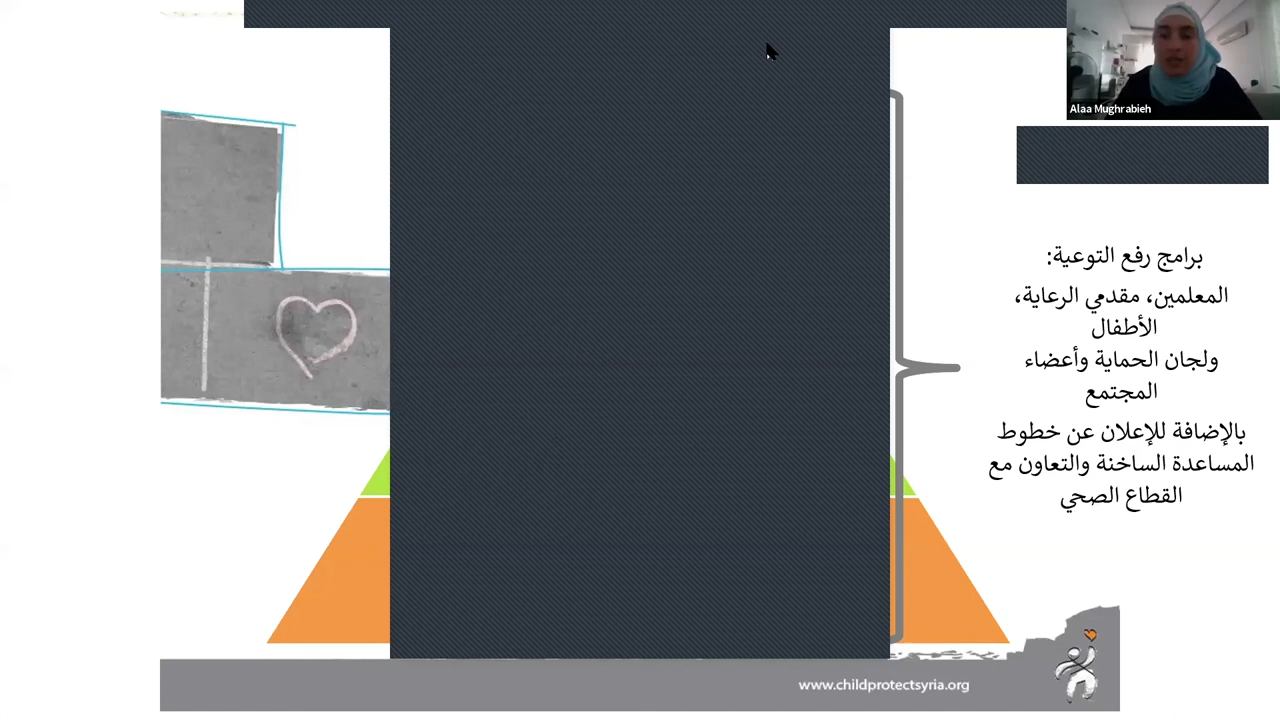 Alaa Mughrabieh
برامج رفع التوعية:
المعلمين، مقدمي الرعاية،
الأطفال
ولجان الحماية وأعضاء
المجتمع
بالإضافة للإعلان عن خطوط
المساعدة الساخنة والتعاون مع
القطاع الصحي
www.childprotectsyria.org